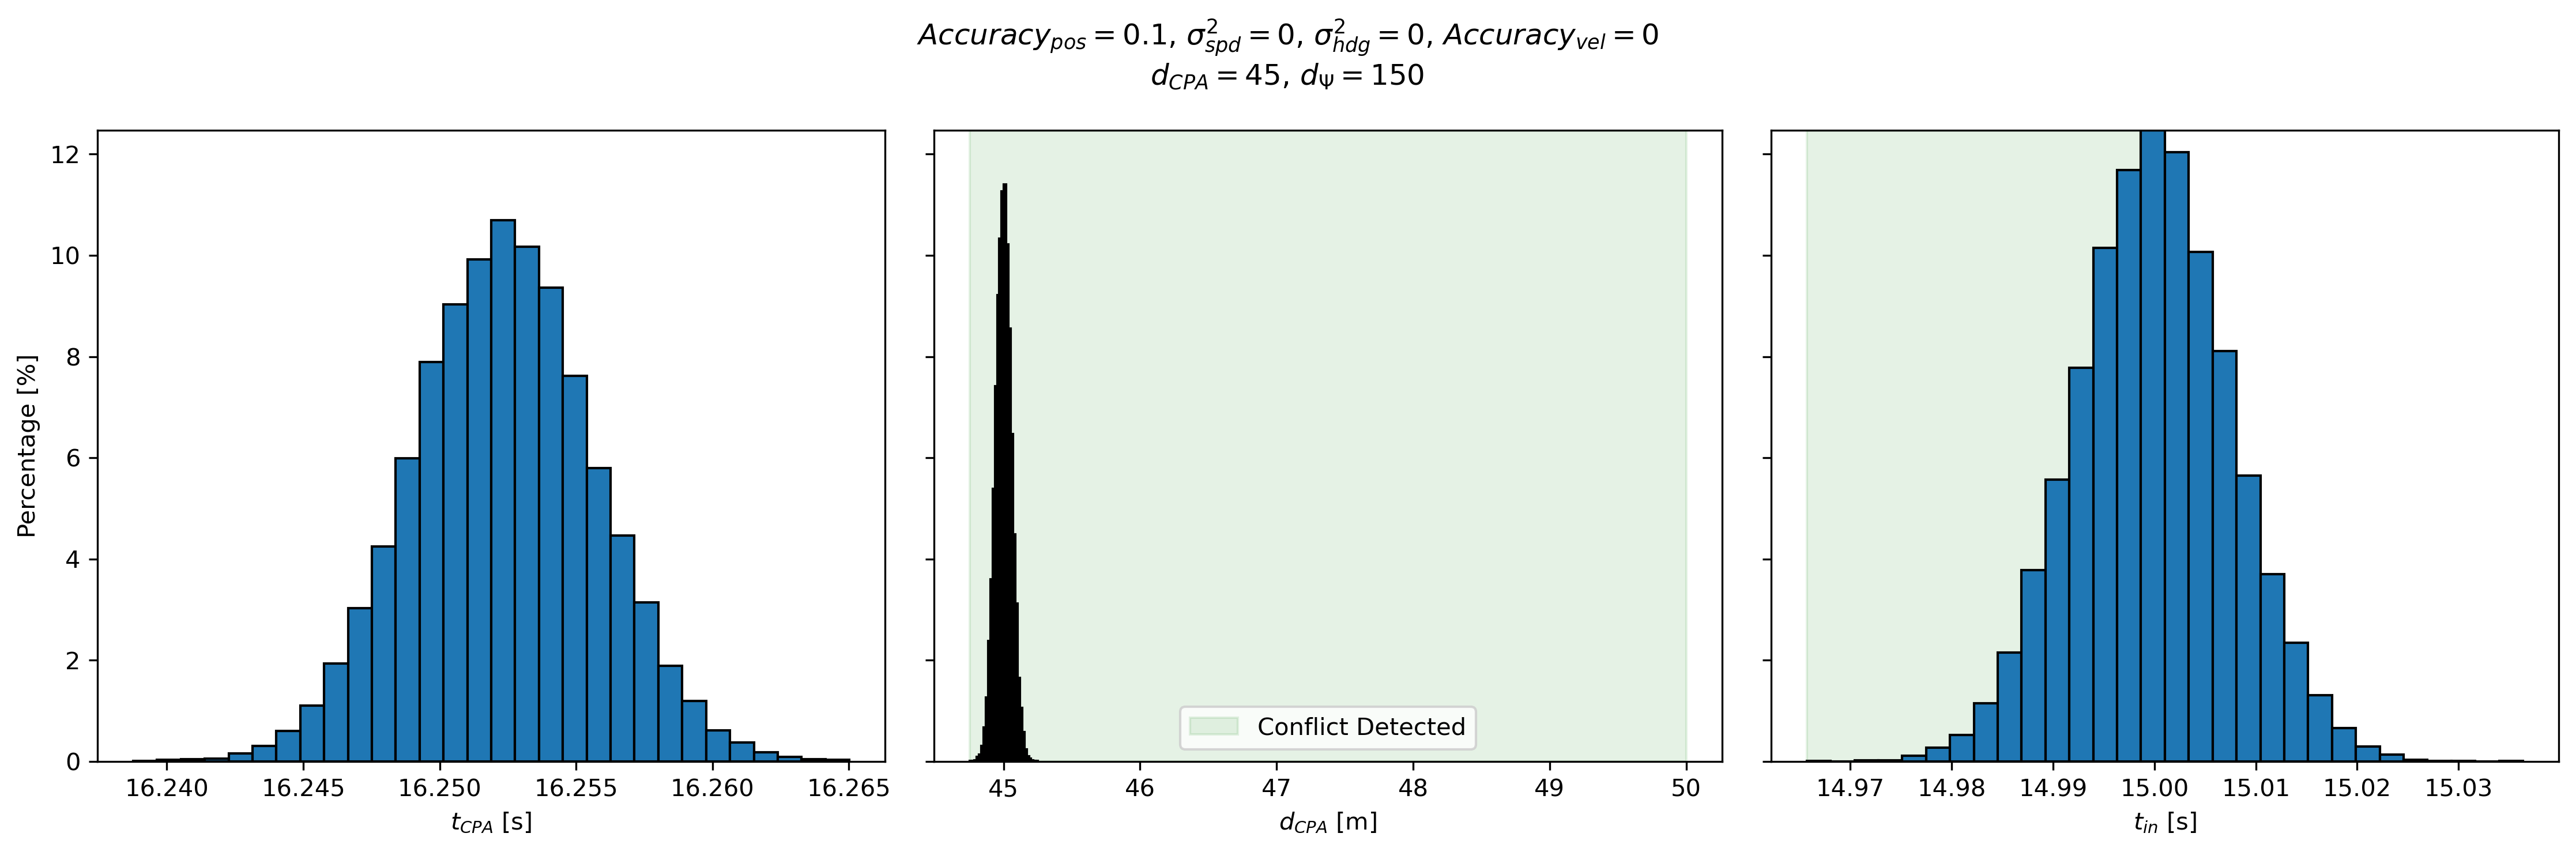 Accuracy_pos = 0.1, σ²_spd = 0, σ²_hdg = 0, Accuracy_vel = 0
d_CPA = 45, d_Ψ = 150
Percentage [%]
12
10
8
6
4
2
0
16.240 16.245 16.250 16.255 16.260 16.265
t_CPA [s]
Conflict Detected
45 46 47 48 49 50
d_CPA [m]
14.97 14.98 14.99 15.00 15.01 15.02 15.03
t_in [s]